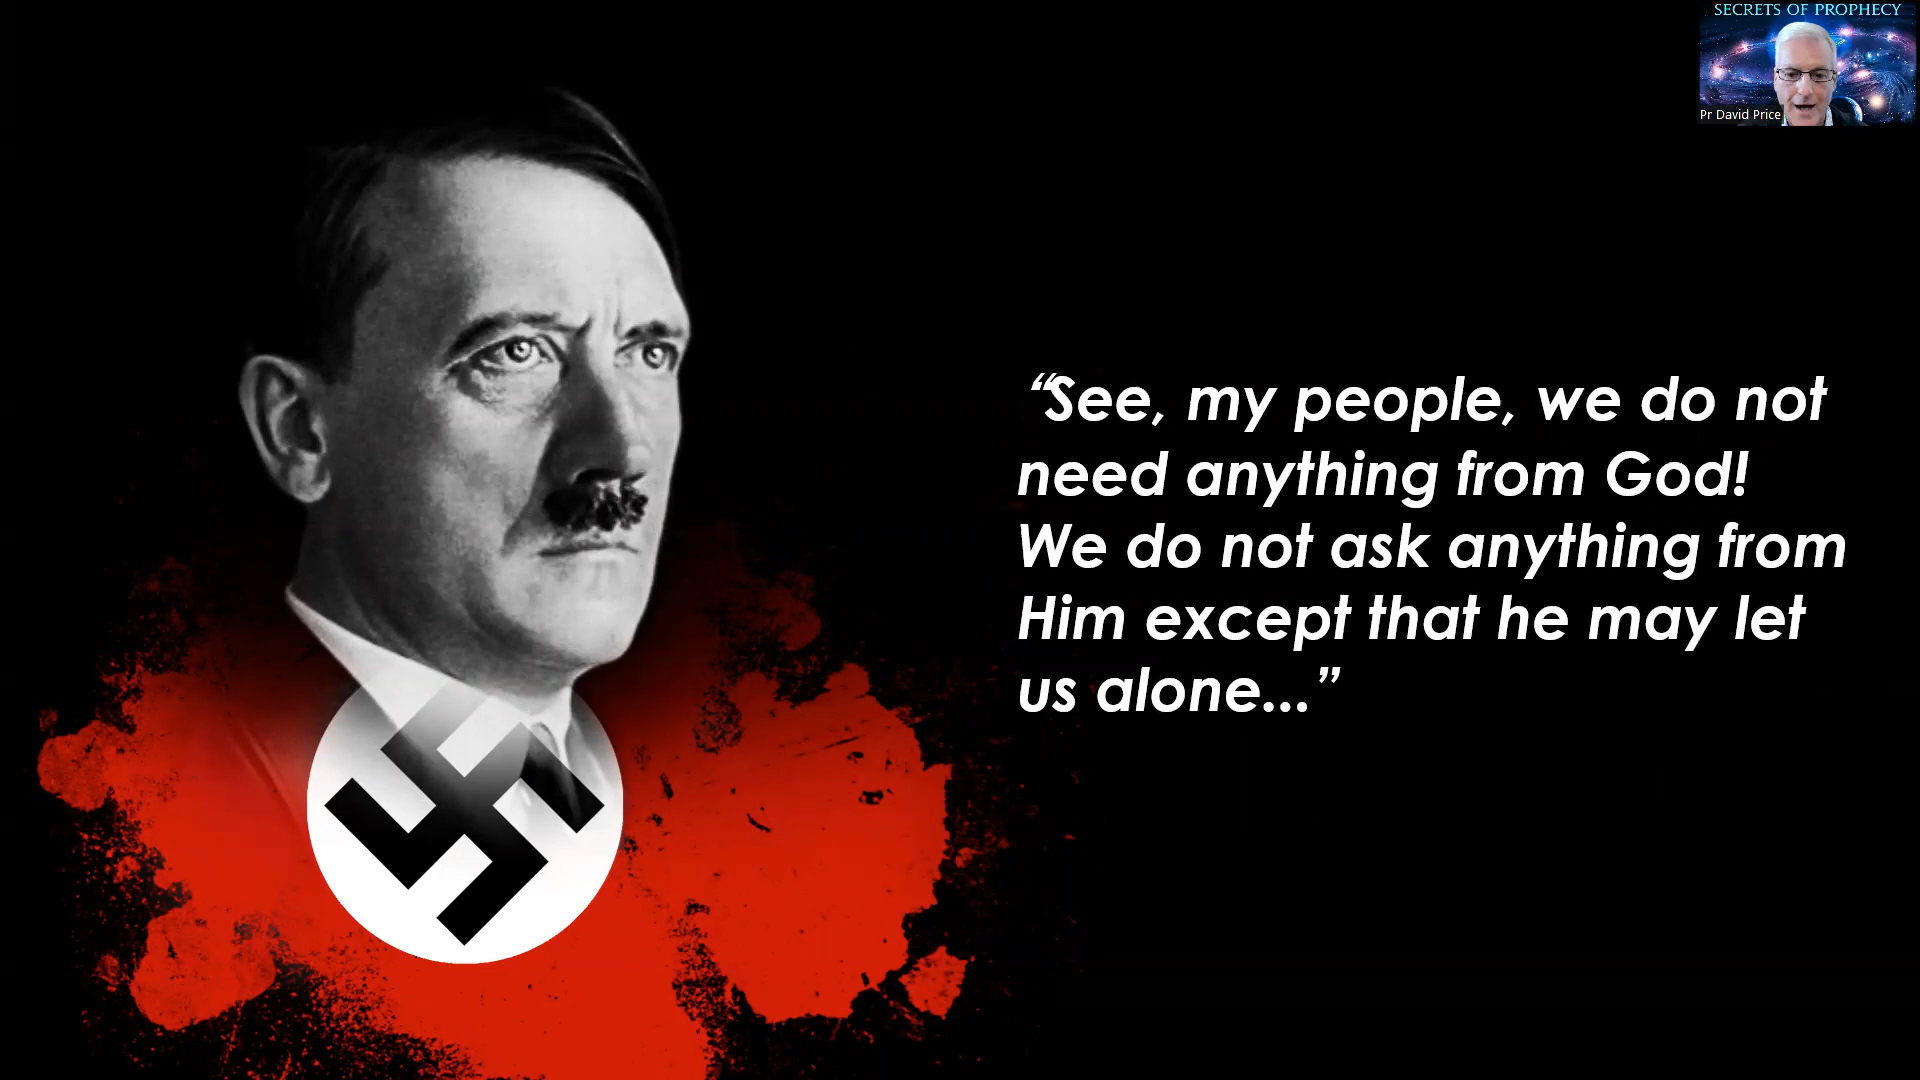 SECRETS OF PROPHECY
Pr David Price
“See, my people, we do not
need anything from God!
We do not ask anything from
Him except that he may let
us alone...”